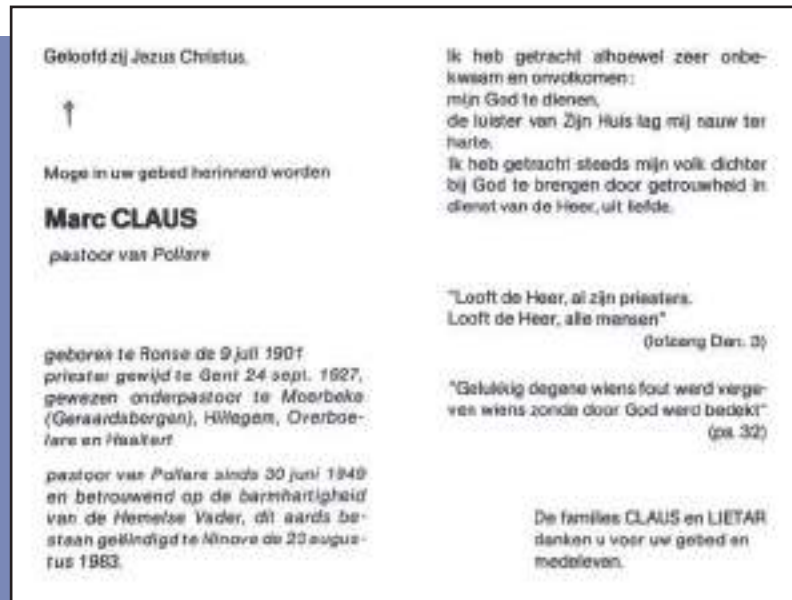 Geloofd zij Jezus Christus.
†
Moge in uw gebed herinnerd worden
Marc CLAUS
pastoor van Pollare
geboren te Ronse de 9 juli 1901
priester gewijd te Gent 24 sept. 1927,
gewezen onderpastoor te Moerbeke
(Geraardsbergen), Hillegem, Overboe-
lare en Haaltert
pastoor van Pollare sinds 30 juni 1949
en betrouwend op de barmhartigheid
van de Hemelse Vader, dit aards be-
staan geëindigd te Ninove de 23 augus-
tus 1983.
Ik heb getracht alhoewel zeer onbe-
kwaam en onvolkomen:
mijn God te dienen,
de luister van Zijn Huis lag mij nauw ter
harte.
Ik heb getracht steeds mijn volk dichter
bij God te brengen door getrouwheid in
dienst van de Heer, uit liefde.
"Looft de Heer, al zijn priesters.
Looft de Heer, alle mensen"
(lofzang Dan. 3)
"Gelukkig degene wiens fout werd verge-
ven wiens zonde door God werd bedekt"
(ps. 32)
De families CLAUS en LIETAR
danken u voor uw gebed en
medeleven.